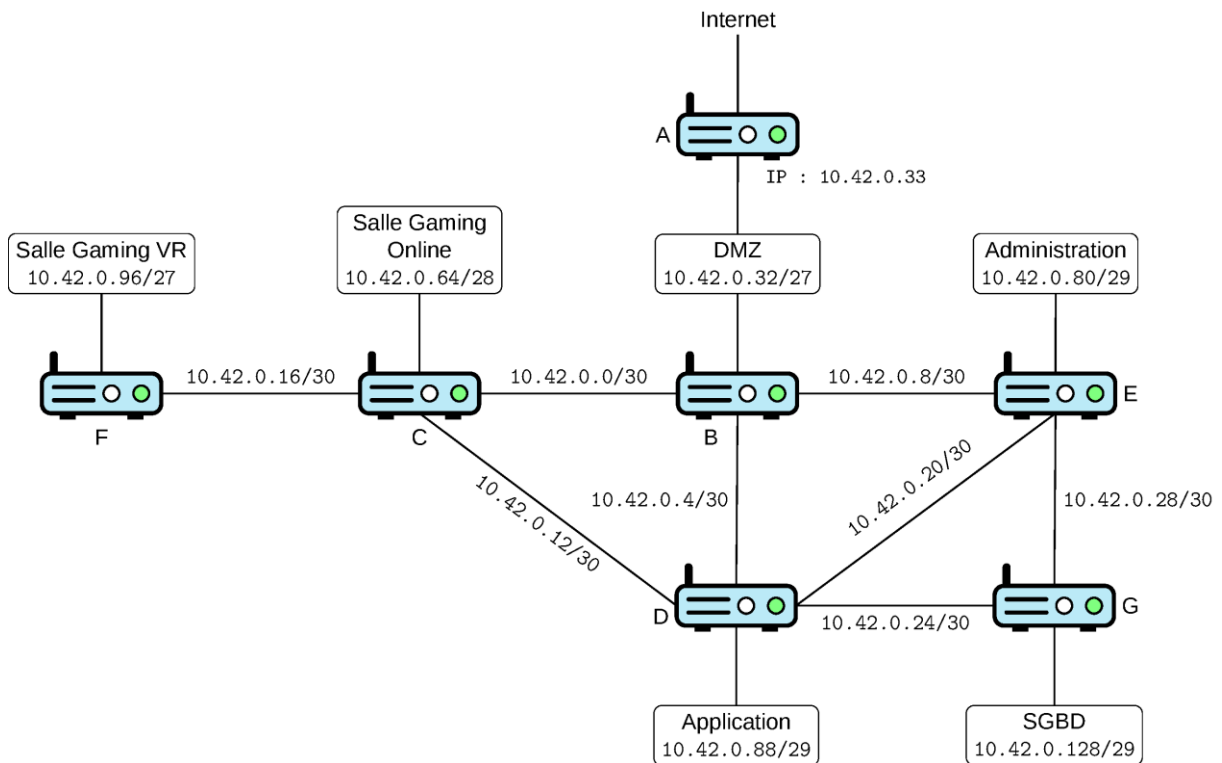 Internet
A
IP : 10.42.0.33
Salle Gaming VR
10.42.0.96/27
Salle Gaming
Online
10.42.0.64/28
DMZ
10.42.0.32/27
Administration
10.42.0.80/29
10.42.0.16/30
10.42.0.0/30
10.42.0.8/30
F
C
B
E
10.42.0.12/30
10.42.0.4/30
10.42.0.20/30
10.42.0.28/30
D
10.42.0.24/30
G
Application
10.42.0.88/29
SGBD
10.42.0.128/29